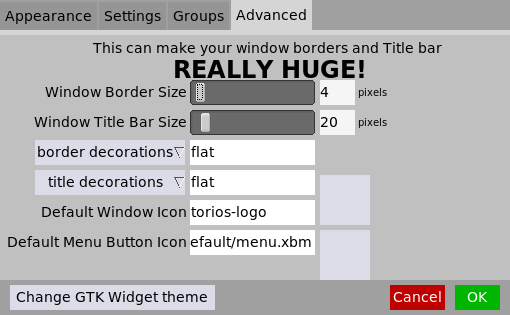 Appearance Settings Groups Advanced
This can make your window borders and Title bar
REALLY HUGE!
Window Border Size 4 pixels
Window Title Bar Size 20 pixels
border decorations flat
title decorations flat
Default Window Icon torios-logo
Default Menu Button Icon efault/menu.xbm
Change GTK Widget theme Cancel OK